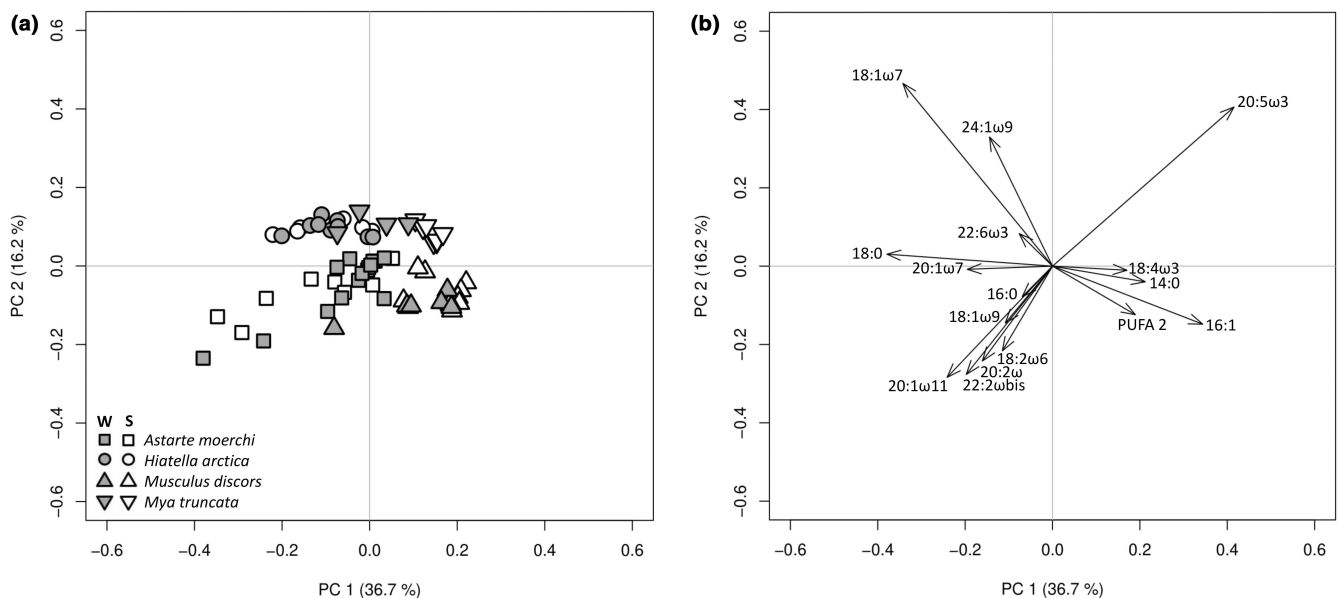 (a)
0.6
0.4
0.2
0.0
−0.2
−0.4
−0.6
PC 2 (16.2 %)
W S
Astarte moerchi
Hiatella arctica
Musculus discors
Mya truncata
−0.6 −0.4 −0.2 0.0 0.2 0.4 0.6
PC 1 (36.7 %)
(b)
0.6
0.4
0.2
0.0
−0.2
−0.4
−0.6
PC 2 (16.2 %)
18:1ω7
20:5ω3
24:1ω9
22:6ω3
18:0
20:1ω7
18:4ω3
14:0
16:0
18:1ω9
PUFA 2
16:1
18:2ω6
20:2ω
20:1ω11
22:2ωbis
−0.6 −0.4 −0.2 0.0 0.2 0.4 0.6
PC 1 (36.7 %)